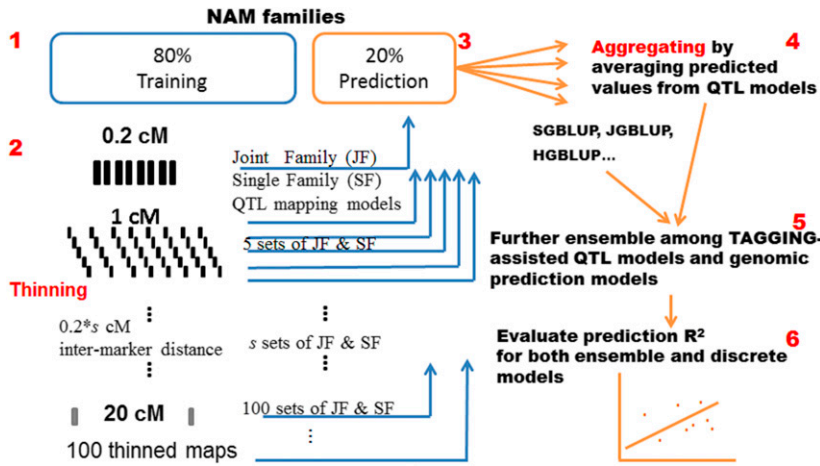 NAM families
1
80%
Training
20%
Prediction
3
Aggregating by
averaging predicted
values from QTL models
4
2
0.2 cM
Joint Family (JF)
Single Family (SF)
QTL mapping models
1 cM
5 sets of JF & SF
Thinning
0.2*s cM
inter-marker distance
s sets of JF & SF
20 cM
100 sets of JF & SF
100 thinned maps
SGBLUP, JGBLUP,
HGBLUP...
5
Further ensemble among TAGGING-
assisted QTL models and genomic
prediction models
Evaluate prediction R²
for both ensemble and discrete
models
6